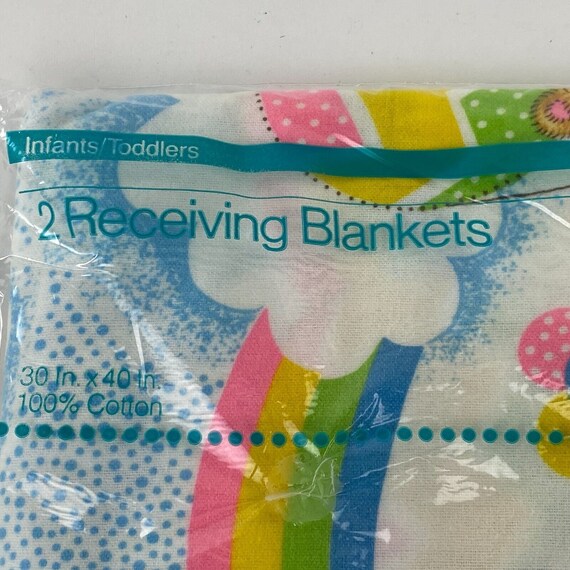 Infants/Toddlers
2 Receiving Blankets
30 In. x 40 In.
100% Cotton